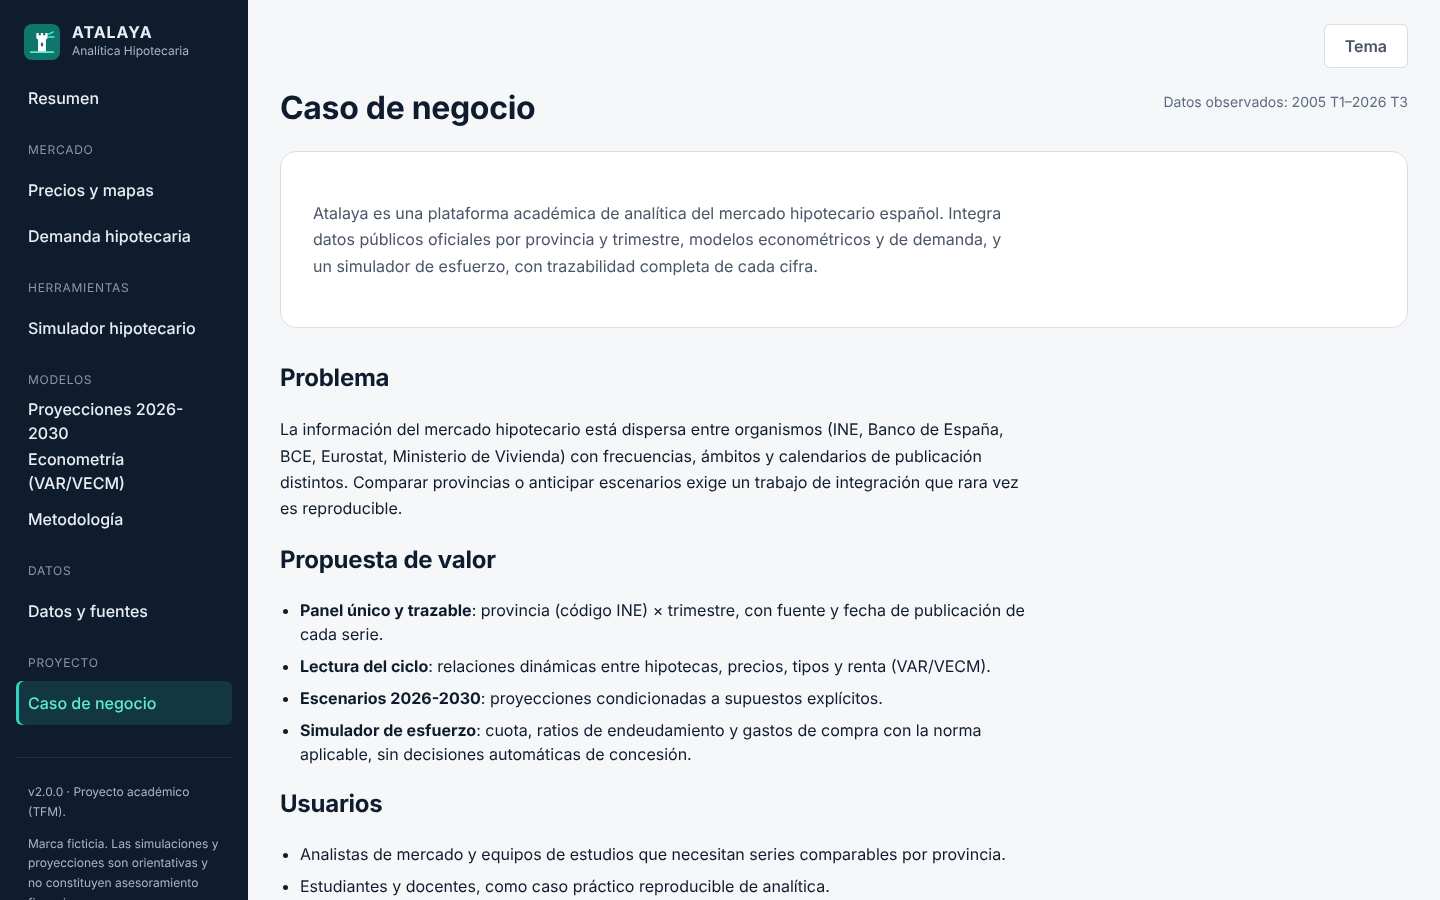 ATALAYA
Analítica Hipotecaria
Resumen
MERCADO
Precios y mapas
Demanda hipotecaria
HERRAMIENTAS
Simulador hipotecario
MODELOS
Proyecciones 2026-
2030
Econometría
(VAR/VECM)
Metodología
DATOS
Datos y fuentes
PROYECTO
Caso de negocio
v2.0.0 · Proyecto académico
(TFM).
Marca ficticia. Las simulaciones y
proyecciones son orientativas y
no constituyen asesoramiento
Tema
Caso de negocio
Datos observados: 2005 T1–2026 T3
Atalaya es una plataforma académica de analítica del mercado hipotecario español. Integra
datos públicos oficiales por provincia y trimestre, modelos econométricos y de demanda, y
un simulador de esfuerzo, con trazabilidad completa de cada cifra.
Problema
La información del mercado hipotecario está dispersa entre organismos (INE, Banco de España,
BCE, Eurostat, Ministerio de Vivienda) con frecuencias, ámbitos y calendarios de publicación
distintos. Comparar provincias o anticipar escenarios exige un trabajo de integración que rara vez
es reproducible.
Propuesta de valor
• Panel único y trazable: provincia (código INE) × trimestre, con fuente y fecha de publicación de
cada serie.
• Lectura del ciclo: relaciones dinámicas entre hipotecas, precios, tipos y renta (VAR/VECM).
• Escenarios 2026-2030: proyecciones condicionadas a supuestos explícitos.
• Simulador de esfuerzo: cuota, ratios de endeudamiento y gastos de compra con la norma
aplicable, sin decisiones automáticas de concesión.
Usuarios
• Analistas de mercado y equipos de estudios que necesitan series comparables por provincia.
• Estudiantes y docentes, como caso práctico reproducible de analítica.